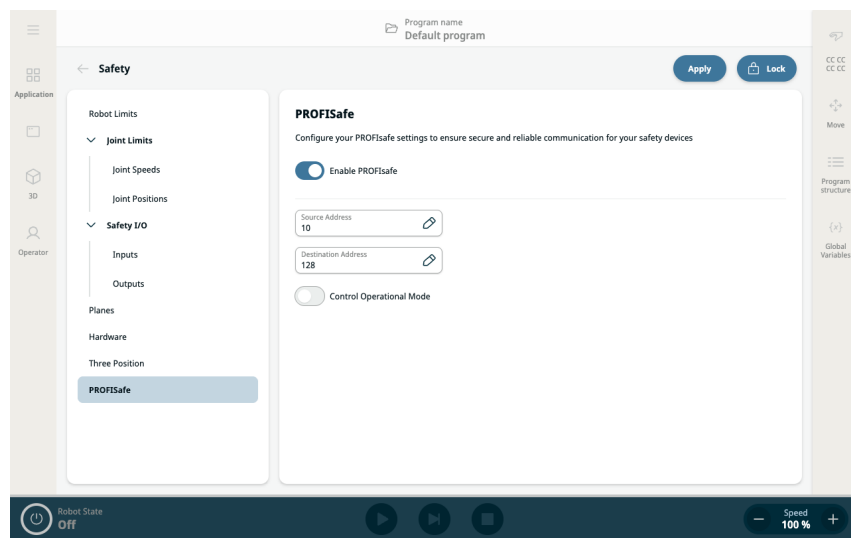 Program name
Default program
Safety
Apply
Lock
CC CC
CC CC
Application
Move
3D
Program
structure
Operator
{x}
Global
Variables
Robot Limits
Joint Limits
Joint Speeds
Joint Positions
Safety I/O
Inputs
Outputs
Planes
Hardware
Three Position
PROFISafe
PROFISafe
Configure your PROFIsafe settings to ensure secure and reliable communication for your safety devices
Enable PROFIsafe
Source Address
10
Destination Address
128
Control Operational Mode
Robot State
Off
Speed
100 %